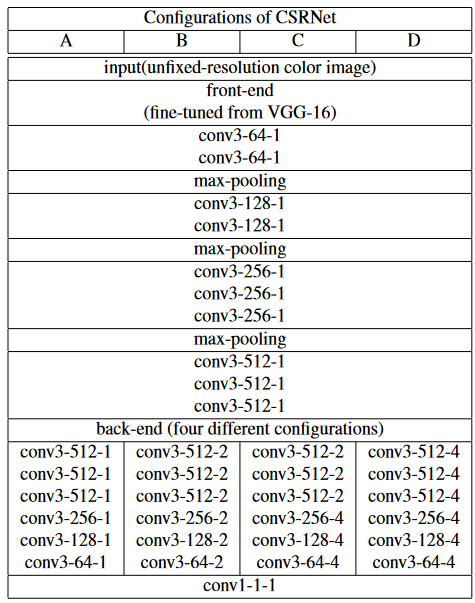 Configurations of CSRNet
A B C D
input(unfixed-resolution color image)
front-end
(fine-tuned from VGG-16)
conv3-64-1
conv3-64-1
max-pooling
conv3-128-1
conv3-128-1
max-pooling
conv3-256-1
conv3-256-1
conv3-256-1
max-pooling
conv3-512-1
conv3-512-1
conv3-512-1
back-end (four different configurations)
conv3-512-1 conv3-512-2 conv3-512-2 conv3-512-4
conv3-512-1 conv3-512-2 conv3-512-2 conv3-512-4
conv3-512-1 conv3-512-2 conv3-512-2 conv3-512-4
conv3-256-1 conv3-256-2 conv3-256-4 conv3-256-4
conv3-128-1 conv3-128-2 conv3-128-4 conv3-128-4
conv3-64-1 conv3-64-2 conv3-64-4 conv3-64-4
conv1-1-1